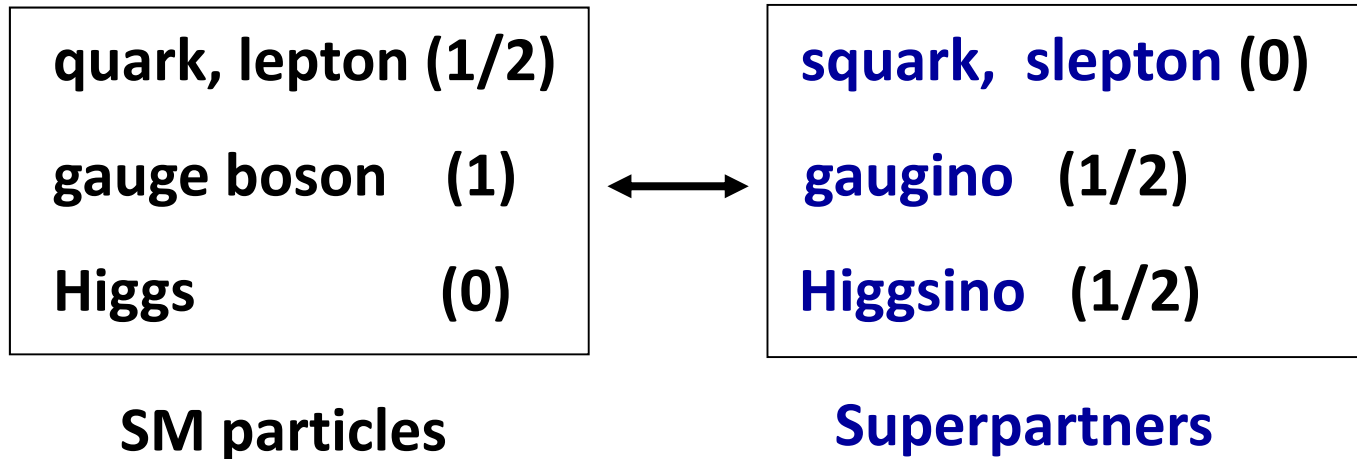 quark, lepton (1/2)
gauge boson (1)
Higgs (0)
SM particles
squark, slepton (0)
gaugino (1/2)
Higgsino (1/2)
Superpartners